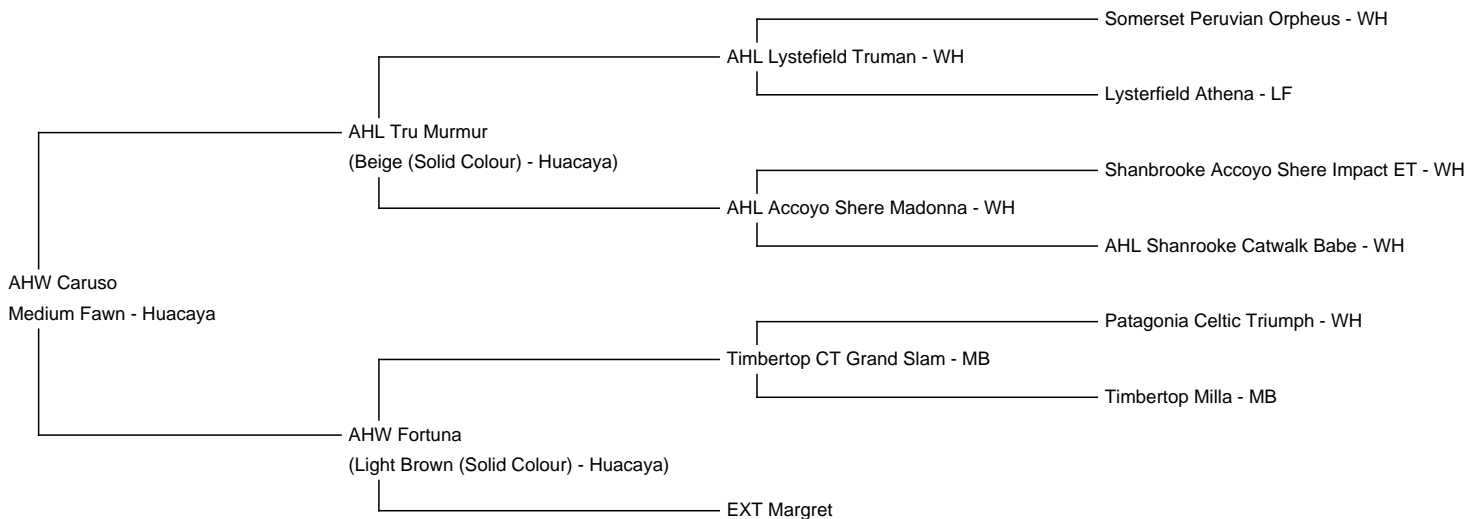 Somerset Peruvian Orpheus - WH
AHL Lystefield Truman - WH
Lysterfield Athena - LF
AHL Tru Murmur
(Beige (Solid Colour) - Huacaya)
Shanbrooke Accoyo Shere Impact ET - WH
AHL Accoyo Shere Madonna - WH
AHL Shanrooke Catwalk Babe - WH
AHW Caruso
Medium Fawn - Huacaya
Patagonia Celtic Triumph - WH
Timbertop CT Grand Slam - MB
Timbertop Milla - MB
AHW Fortuna
(Light Brown (Solid Colour) - Huacaya)
EXT Margret